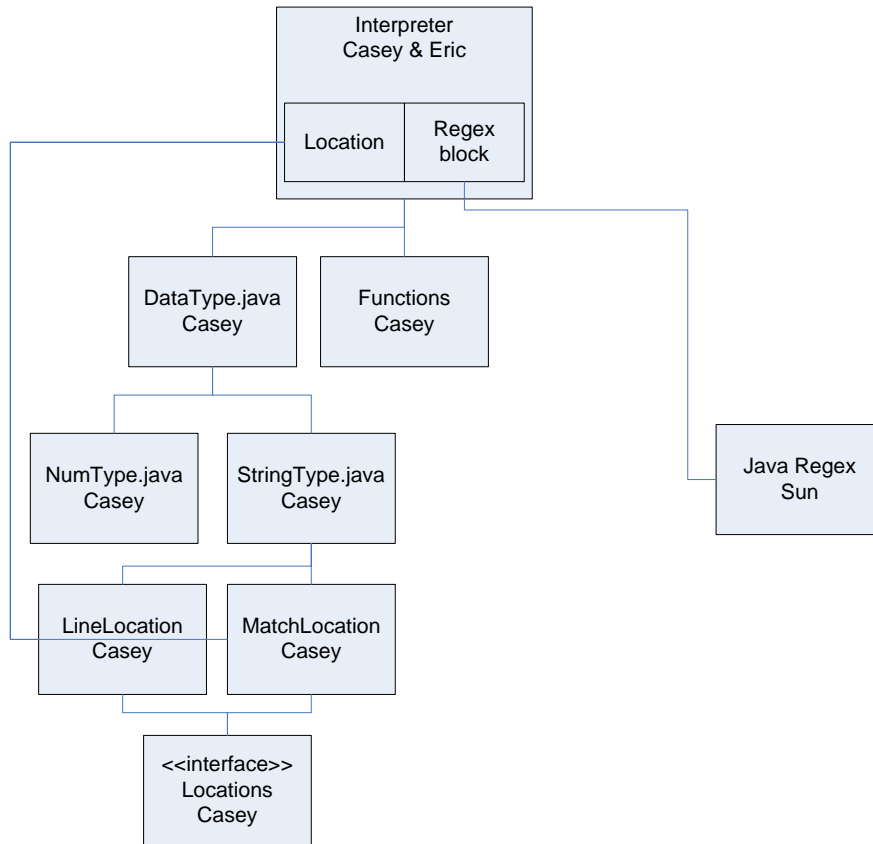 Interpreter
Casey & Eric
Location
Regex
block
DataType.java
Casey
Functions
Casey
NumType.java
Casey
StringType.java
Casey
Java Regex
Sun
LineLocation
Casey
MatchLocation
Casey
<<interface>>
Locations
Casey